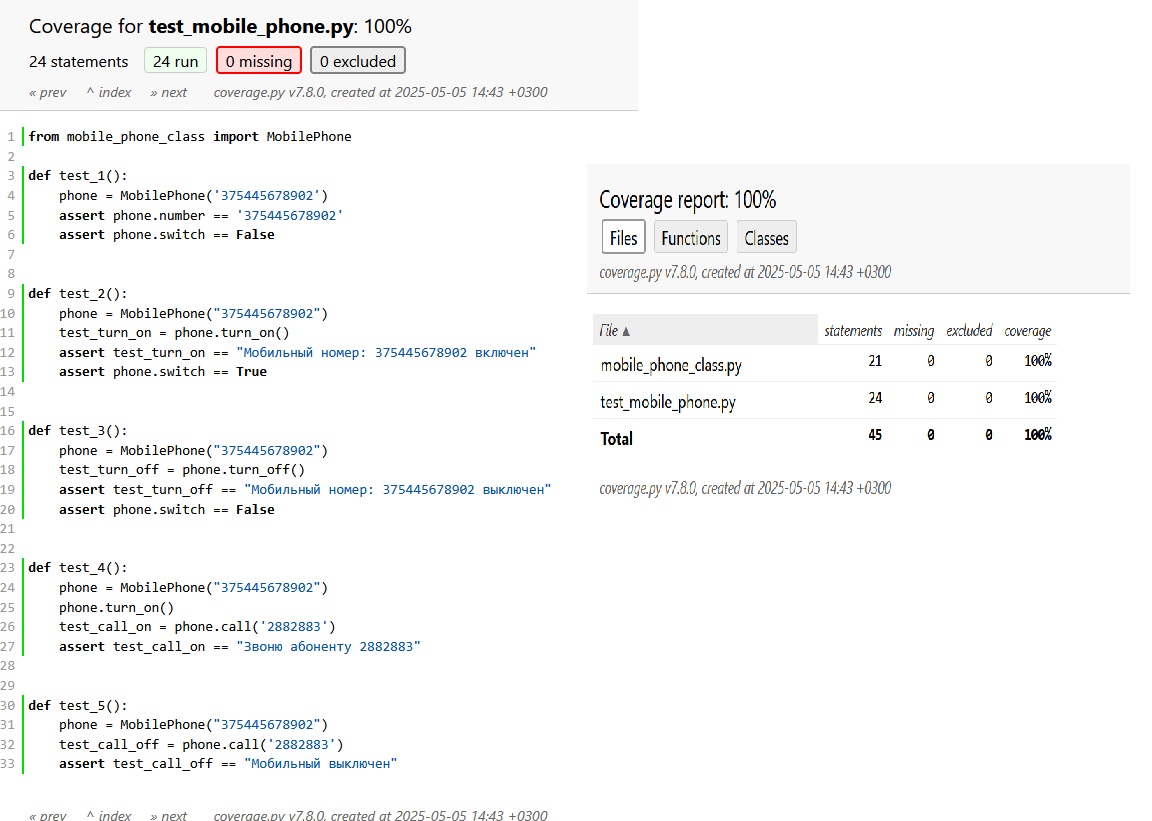 Coverage for test_mobile_phone.py: 100%
24 statements 24 run 0 missing 0 excluded
« prev ^ index » next coverage.py v7.8.0, created at 2025-05-05 14:43 +0300
1 from mobile_phone_class import MobilePhone
2
3 def test_1():
4     phone = MobilePhone('375445678902')
5     assert phone.number == '375445678902'
6     assert phone.switch == False
7
8
9 def test_2():
10     phone = MobilePhone("375445678902")
11     test_turn_on = phone.turn_on()
12     assert test_turn_on == "Мобильный номер: 375445678902 включен"
13     assert phone.switch == True
14
15
16 def test_3():
17     phone = MobilePhone("375445678902")
18     test_turn_off = phone.turn_off()
19     assert test_turn_off == "Мобильный номер: 375445678902 выключен"
20     assert phone.switch == False
21
22
23 def test_4():
24     phone = MobilePhone("375445678902")
25     phone.turn_on()
26     test_call_on = phone.call('2882883')
27     assert test_call_on == "Звоню абоненту 2882883"
28
29
30 def test_5():
31     phone = MobilePhone("375445678902")
32     test_call_off = phone.call('2882883')
33     assert test_call_off == "Мобильный выключен"
« prev ^ index » next coverage.py v7.8.0, created at 2025-05-05 14:43 +0300
Coverage report: 100%
Files Functions Classes
coverage.py v7.8.0, created at 2025-05-05 14:43 +0300
File ▲ statements missing excluded coverage
mobile_phone_class.py 21 0 0 100%
test_mobile_phone.py 24 0 0 100%
Total 45 0 0 100%
coverage.py v7.8.0, created at 2025-05-05 14:43 +0300